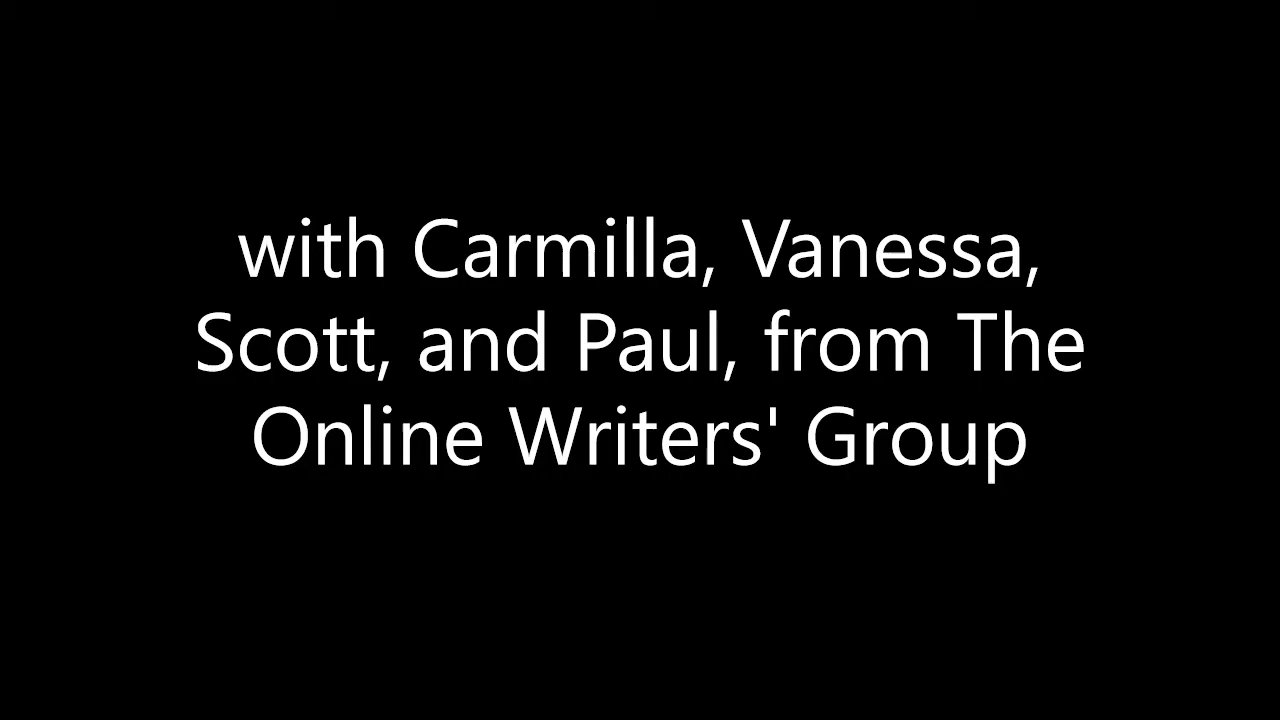 with Carmilla, Vanessa,
Scott, and Paul, from The
Online Writers' Group